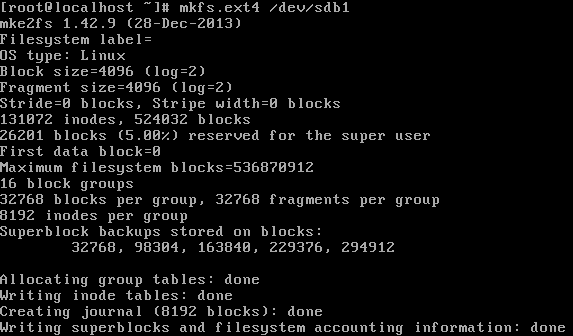 [root@localhost ~]# mkfs.ext4 /dev/sdb1
mke2fs 1.42.9 (28-Dec-2013)
Filesystem label=
OS type: Linux
Block size=4096 (log=2)
Fragment size=4096 (log=2)
Stride=0 blocks, Stripe width=0 blocks
131072 inodes, 524032 blocks
26201 blocks (5.00%) reserved for the super user
First data block=0
Maximum filesystem blocks=536870912
16 block groups
32768 blocks per group, 32768 fragments per group
8192 inodes per group
Superblock backups stored on blocks:
        32768, 98304, 163840, 229376, 294912

Allocating group tables: done
Writing inode tables: done
Creating journal (8192 blocks): done
Writing superblocks and filesystem accounting information: done